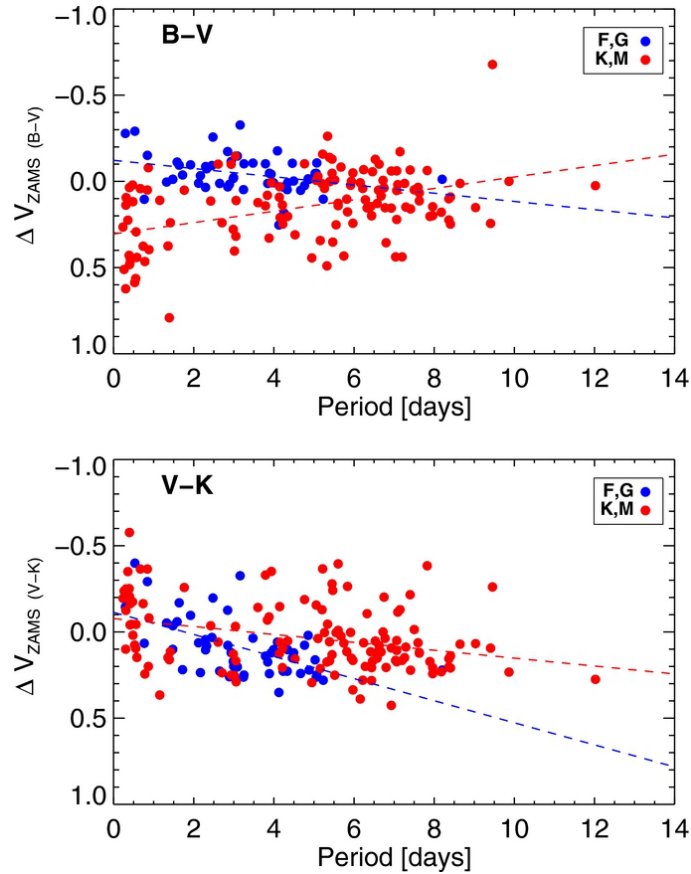 B−V
F,G
K,M
−1.0
−0.5
0.0
0.5
1.0
Δ V ZAMS (B−V)
0 2 4 6 8 10 12 14
Period [days]
V−K
F,G
K,M
−1.0
−0.5
0.0
0.5
1.0
Δ V ZAMS (V−K)
0 2 4 6 8 10 12 14
Period [days]